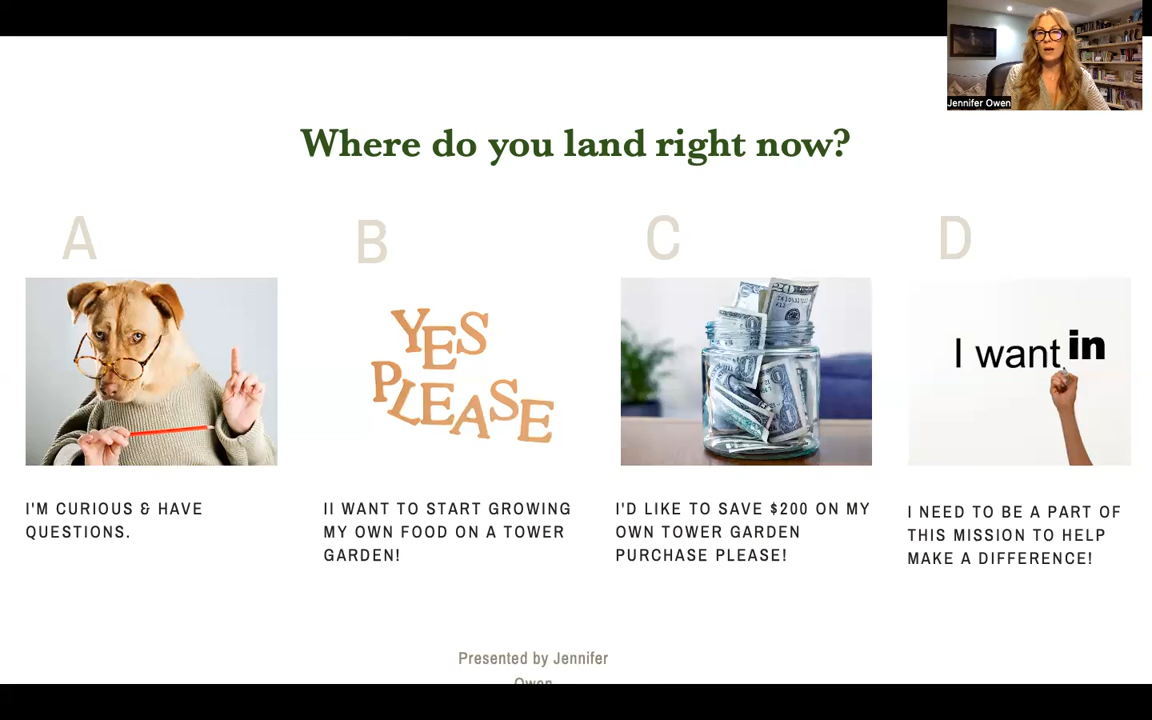 Jennifer Owen
Where do you land right now?
A
B
C
D
YES
PLEASE
I want in
I'M CURIOUS & HAVE
QUESTIONS.
II WANT TO START GROWING
MY OWN FOOD ON A TOWER
GARDEN!
I'D LIKE TO SAVE $200 ON MY
OWN TOWER GARDEN
PURCHASE PLEASE!
I NEED TO BE A PART OF
THIS MISSION TO HELP
MAKE A DIFFERENCE!
Presented by Jennifer
Owen